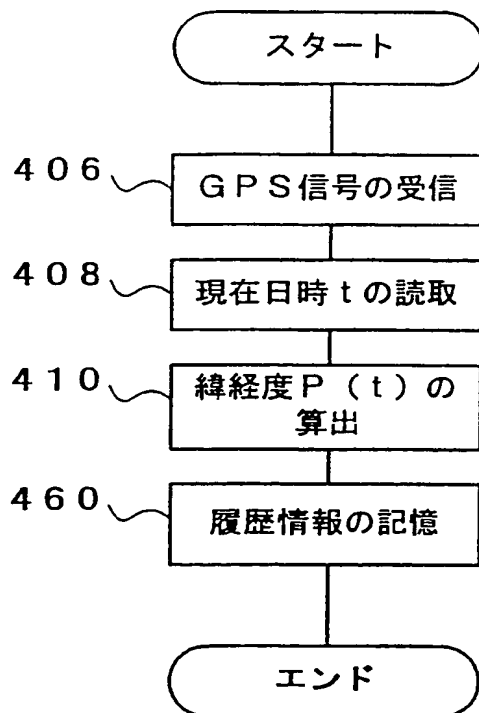 スタート
406
GPS信号の受信
408
現在日時tの読取
410
緯経度P(t)の
算出
460
履歴情報の記憶
エンド